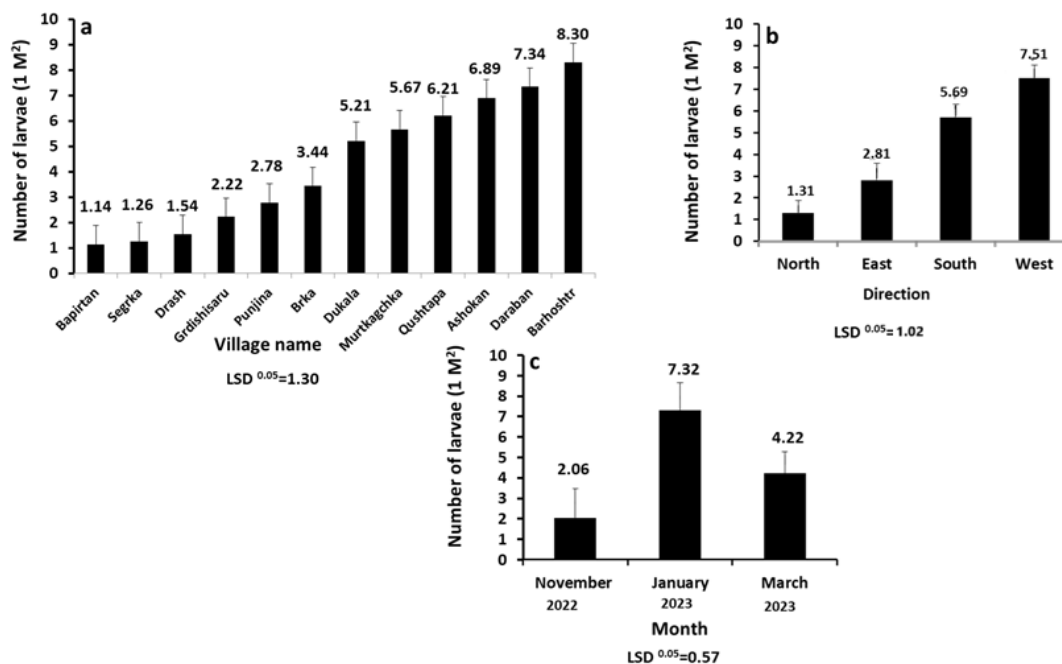 a
Number of larvae (1 M²)
10
9
8
7
6
5
4
3
2
1
0
1.14
1.26
1.54
2.22
2.78
3.44
5.21
5.67
6.21
6.89
7.34
8.30
Bapirtan
Segrka
Drash
Grdishisaru
Punjina
Brka
Dukala
Murtkagchka
Qushtapa
Ashokan
Daraban
Barhoshtr
Village name
LSD 0.05=1.30
b
Number of larvae (1 M²)
10
9
8
7
6
5
4
3
2
1
0
1.31
2.81
5.69
7.51
North East South West
Direction
LSD 0.05= 1.02
c
Number of larvae (1 M²)
10
9
8
7
6
5
4
3
2
1
0
2.06
7.32
4.22
November January March
2022 2023 2023
Month
LSD 0.05=0.57